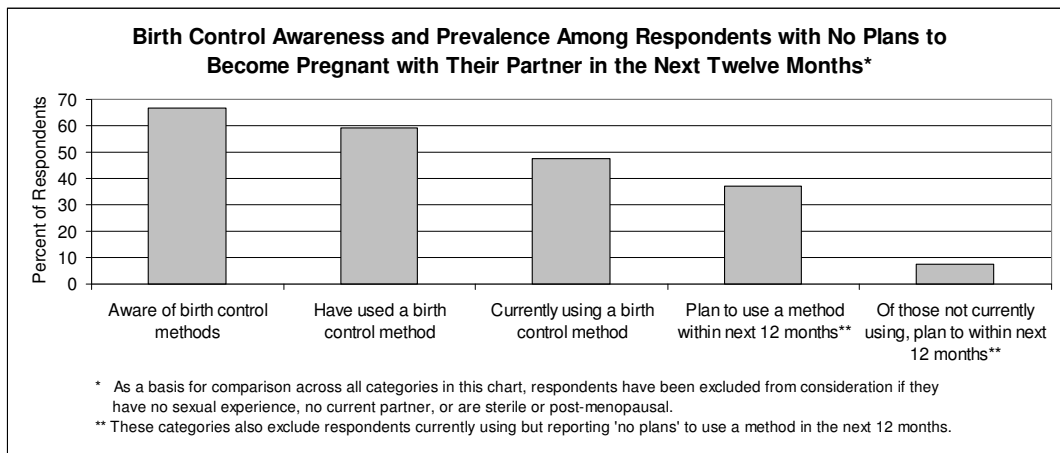 Birth Control Awareness and Prevalence Among Respondents with No Plans to
Become Pregnant with Their Partner in the Next Twelve Months*
Percent of Respondents
70
60
50
40
30
20
10
0
Aware of birth control
methods
Have used a birth
control method
Currently using a birth
control method
Plan to use a method
within next 12 months**
Of those not currently
using, plan to within next
12 months**
* As a basis for comparison across all categories in this chart, respondents have been excluded from consideration if they
have no sexual experience, no current partner, or are sterile or post-menopausal.
** These categories also exclude respondents currently using but reporting 'no plans' to use a method in the next 12 months.